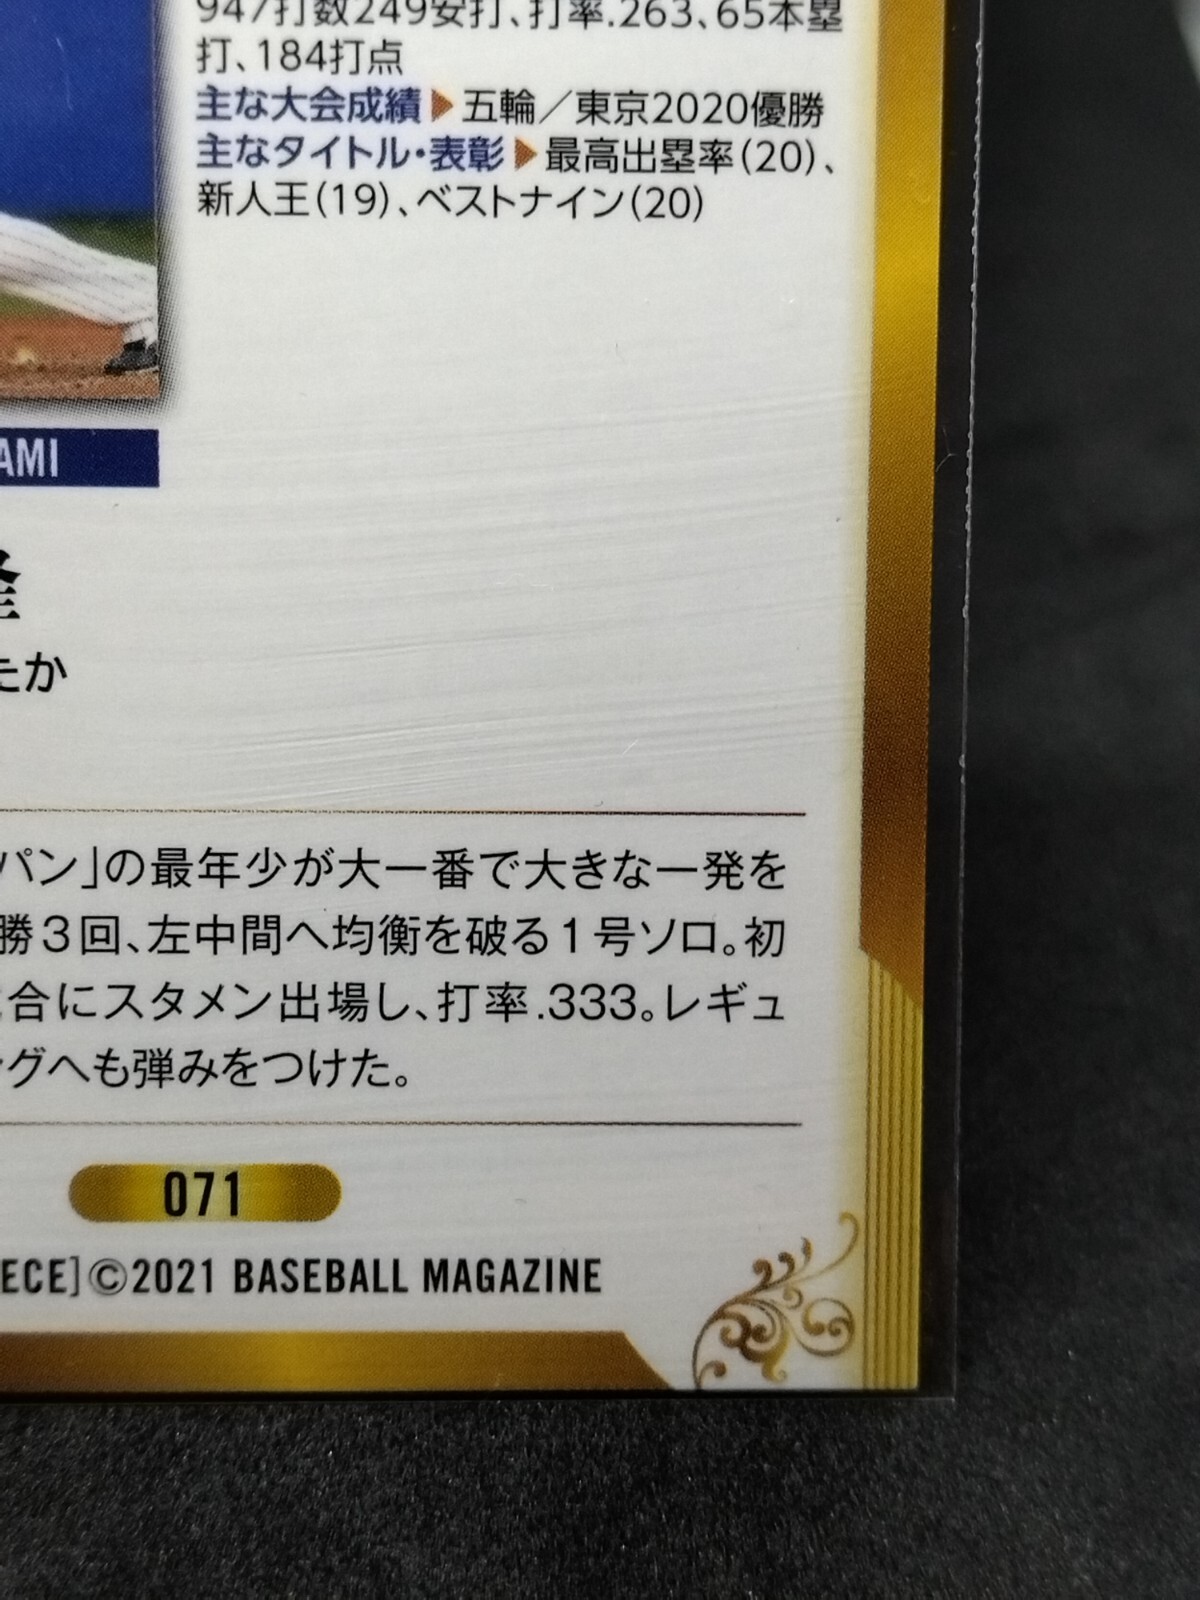 947打数249安打、打率.263、65本塁
打、184打点
主な大会成績▶五輪／東京2020優勝
主なタイトル・表彰▶最高出塁率(20)、
新人王(19)、ベストナイン(20)
AMI
隆
たか
パン」の最年少が大一番で大きな一発を
勝3回、左中間へ均衡を破る1号ソロ。初
合にスタメン出場し、打率.333。レギュ
グへも弾みをつけた。
071
ECE]©2021 BASEBALL MAGAZINE